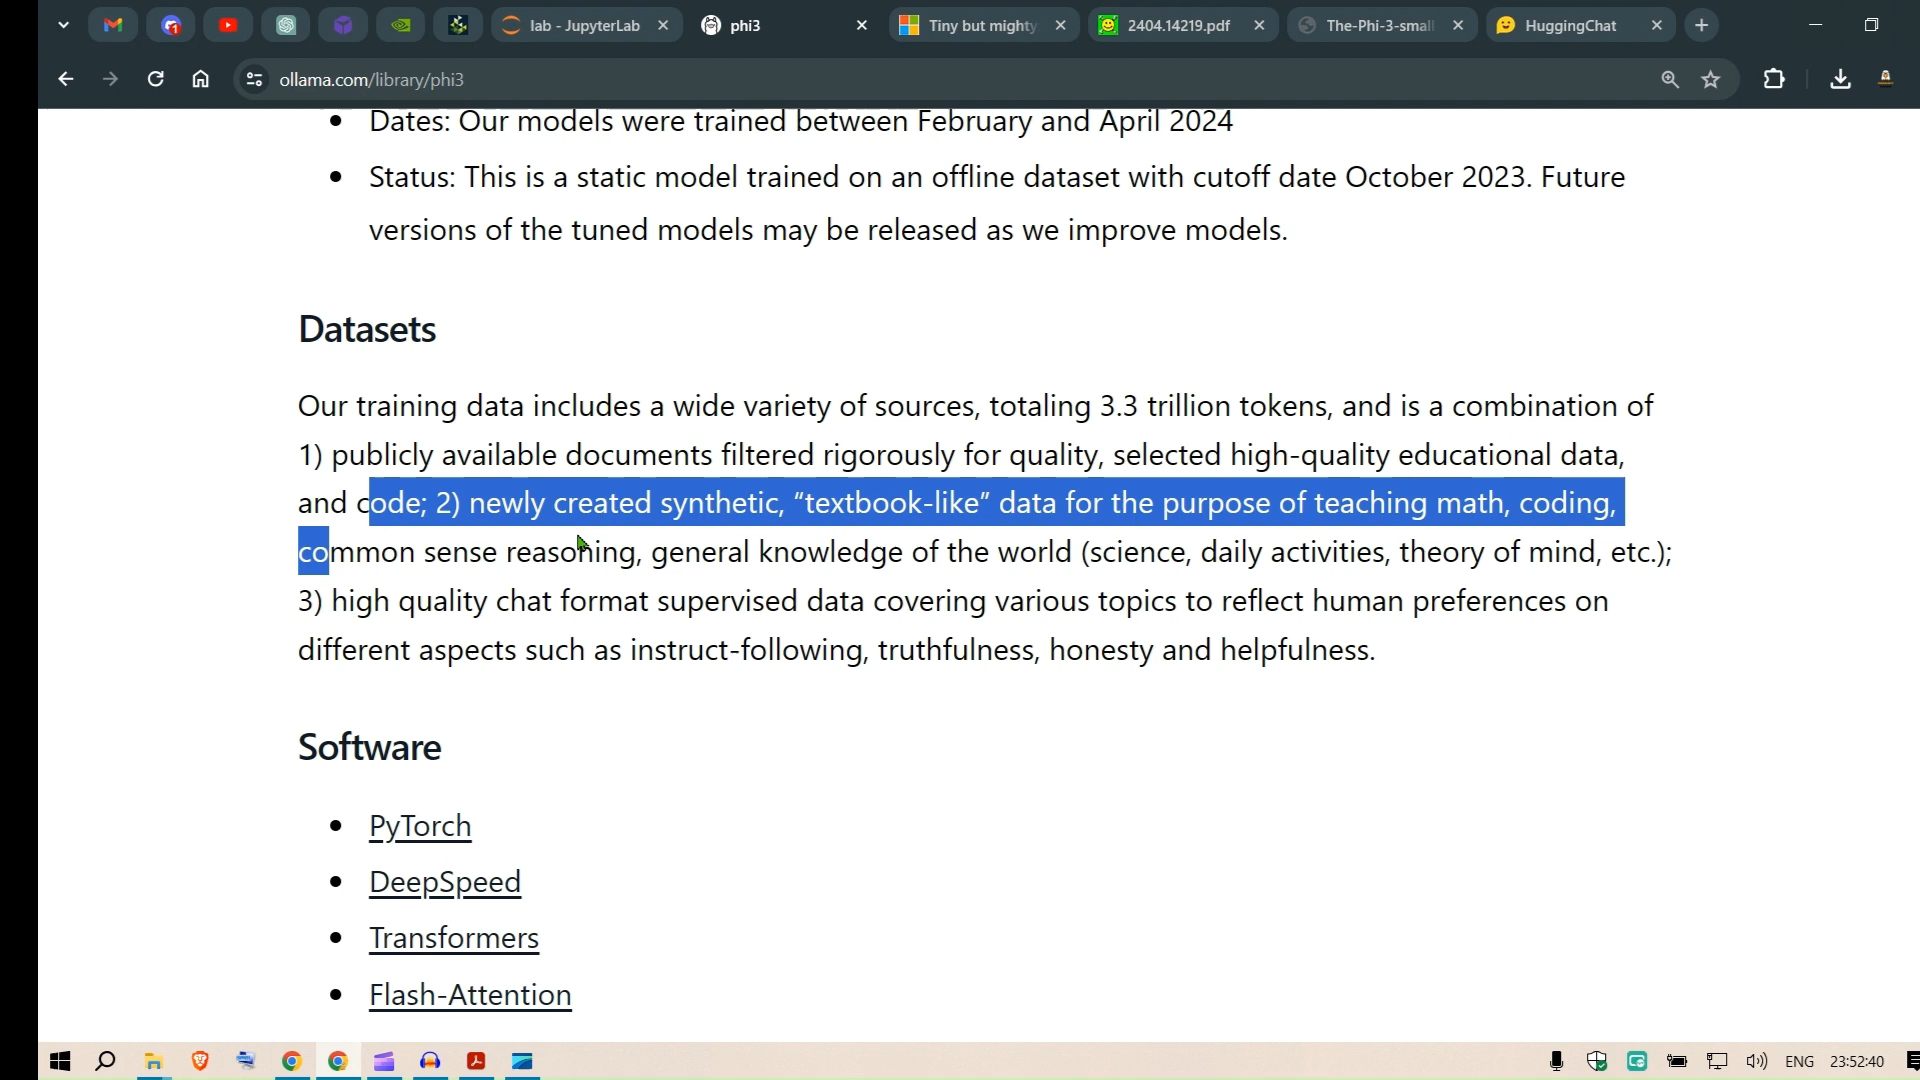 lab - JupyterLab
phi3
Tiny but mighty
2404.14219.pdf
The-Phi-3-small
HuggingChat
ollama.com/library/phi3
Dates: Our models were trained between February and April 2024
Status: This is a static model trained on an offline dataset with cutoff date October 2023. Future
versions of the tuned models may be released as we improve models.
Datasets
Our training data includes a wide variety of sources, totaling 3.3 trillion tokens, and is a combination of
1) publicly available documents filtered rigorously for quality, selected high-quality educational data,
and code; 2) newly created synthetic, “textbook-like” data for the purpose of teaching math, coding,
common sense reasoning, general knowledge of the world (science, daily activities, theory of mind, etc.);
3) high quality chat format supervised data covering various topics to reflect human preferences on
different aspects such as instruct-following, truthfulness, honesty and helpfulness.
Software
PyTorch
DeepSpeed
Transformers
Flash-Attention
ENG 23:52:40